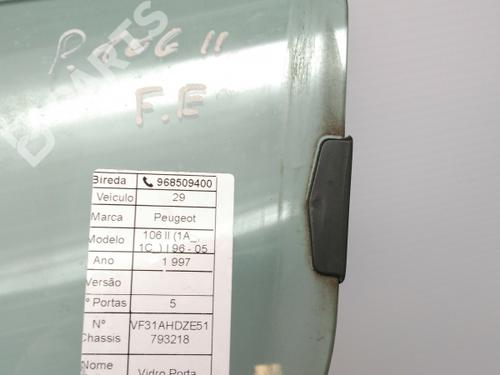 P. 106 II
F.E
B-PARTS
Bireda 968509400
Veiculo 29
Marca Peugeot
Modelo 106 II (1A_,
1C_) | 96 - 05
Ano 1.997
Versão
º Portas 5
Nº VF31AHDZE51
Chassis 793218
Nome Vidro Porta